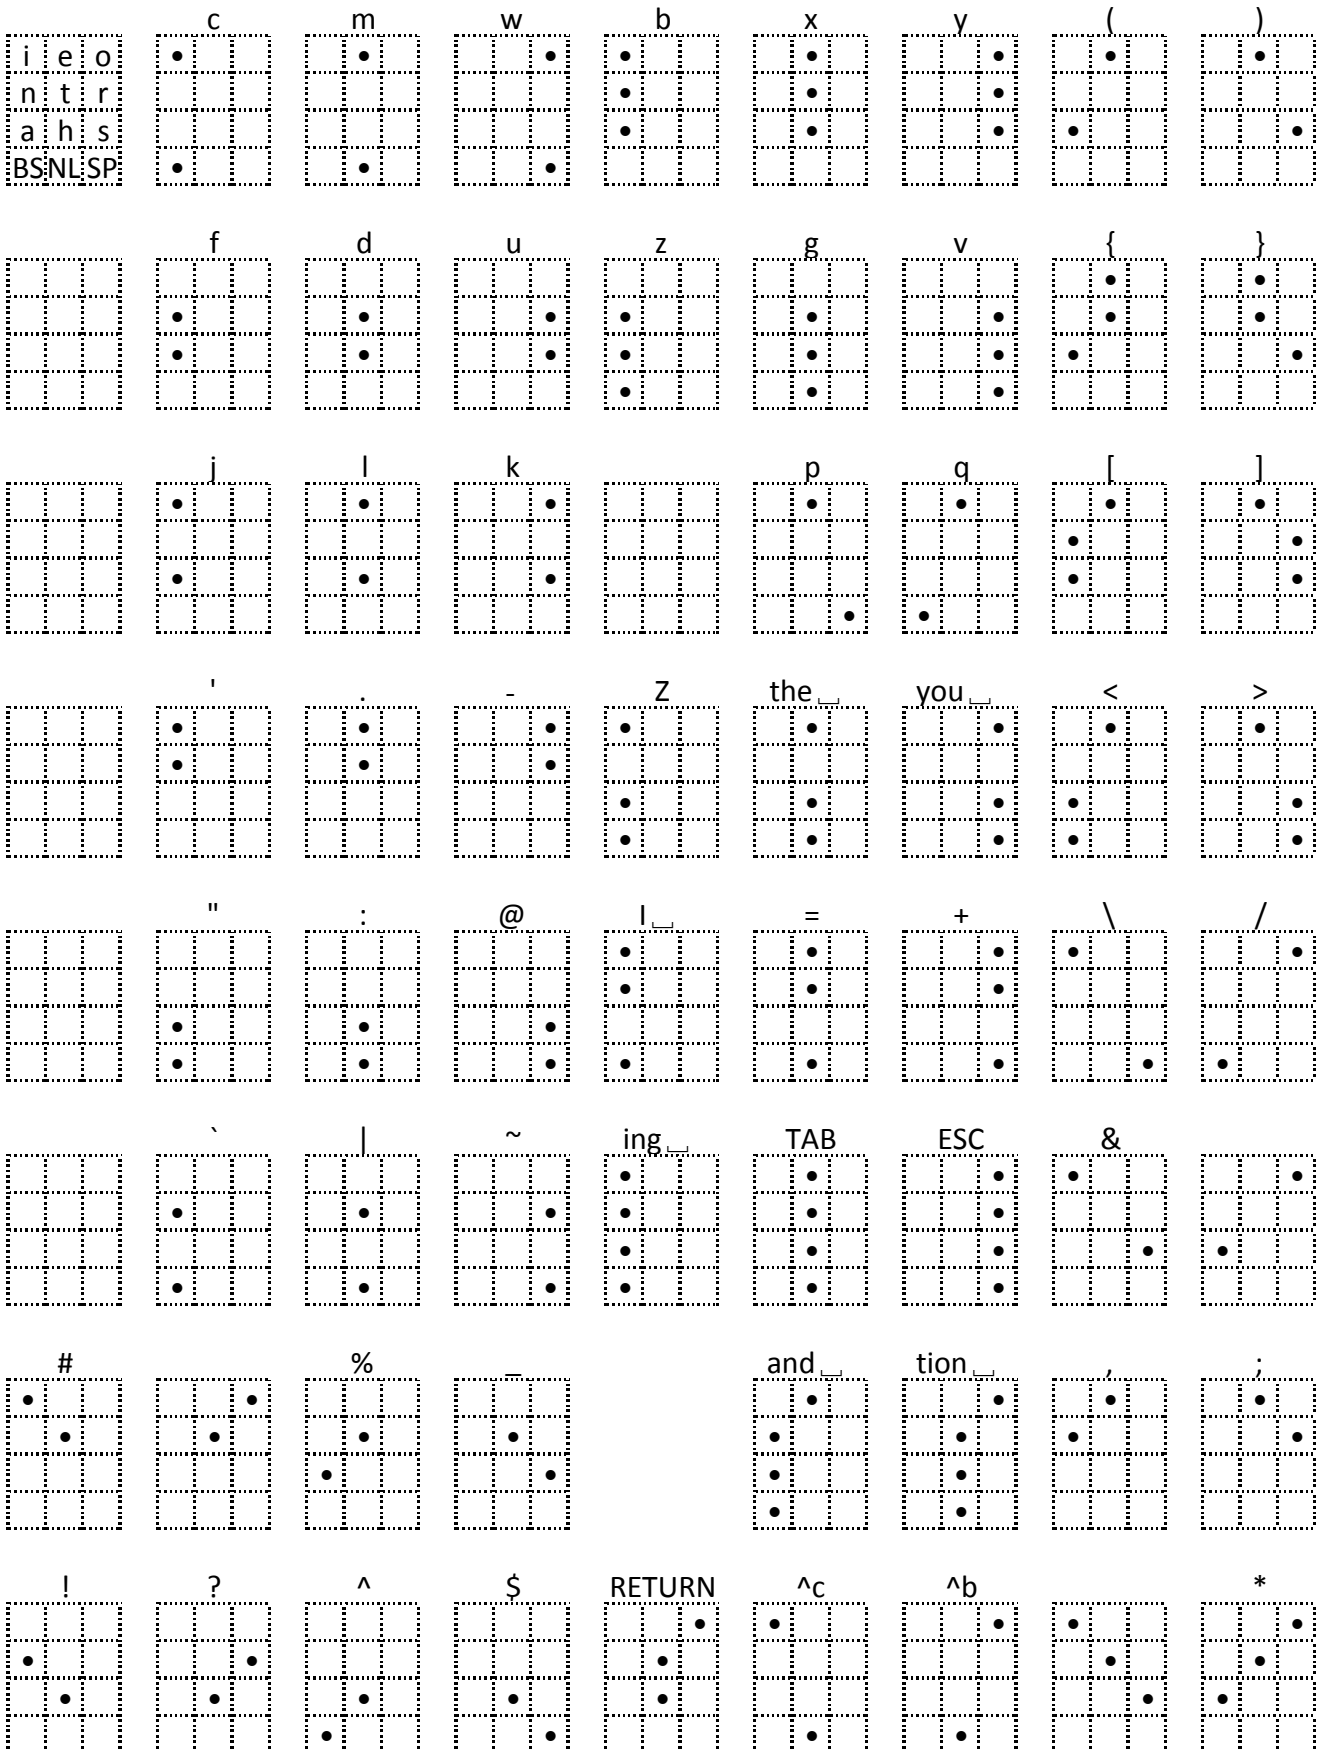 c m w b x y ( )
i e o
n t r
a h s
BS NL SP
f d u z g v { }
j l k p q [ ]
' . - Z the␣ you␣ < >
" : @ I␣ = + \ /
` | ~ ing␣ TAB ESC &
# % _ and␣ tion␣ , ;
! ? ^ $ RETURN ^c ^b *